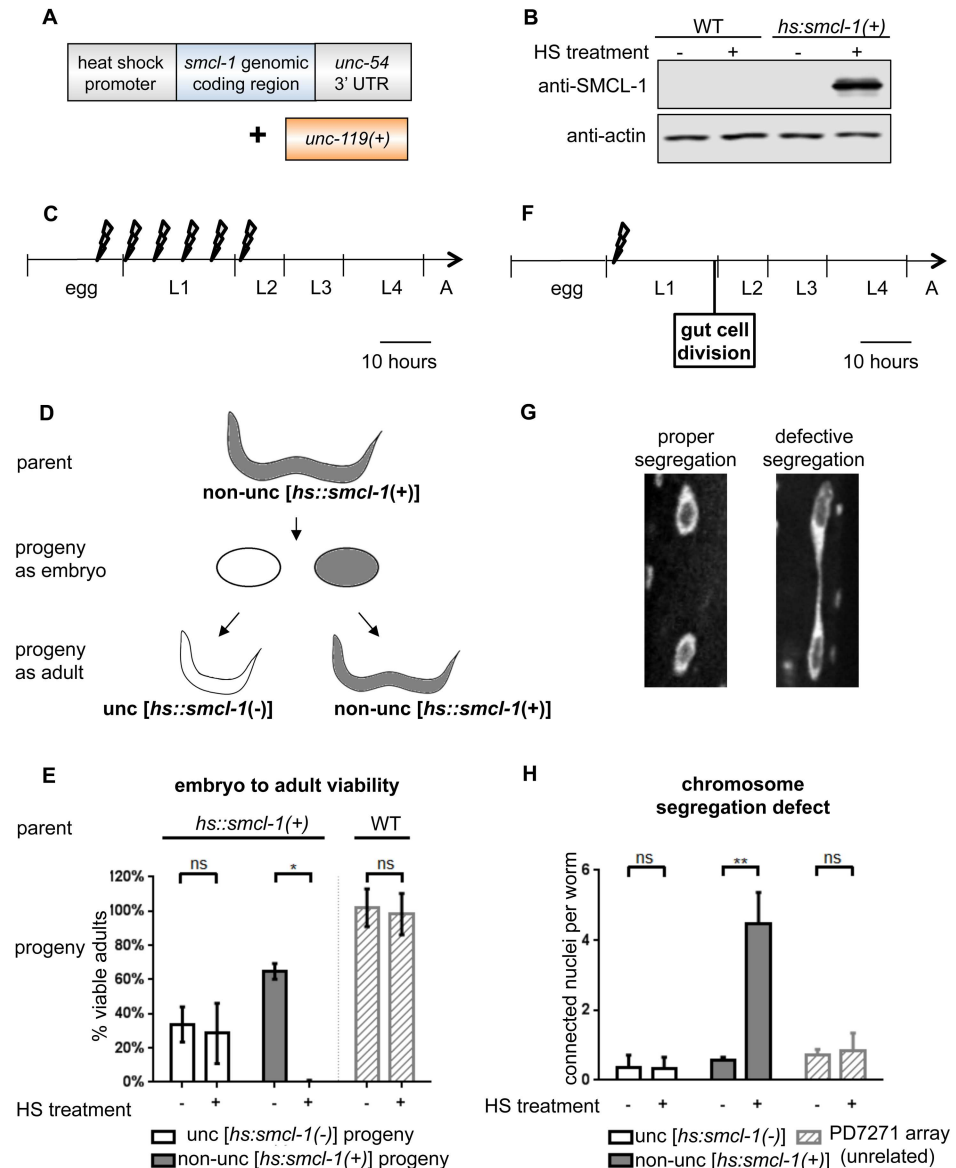 A
heat shock promoter
smcl-1 genomic coding region
unc-54 3' UTR
+
unc-119(+)
B
WT
hs:smcl-1(+)
HS treatment
- + - +
anti-SMCL-1
anti-actin
C
egg L1 L2 L3 L4 A
10 hours
F
egg L1 L2 L3 L4 A
gut cell
division
10 hours
D
parent
non-unc [hs::smcl-1(+)]
progeny
as embryo
progeny
as adult
unc [hs::smcl-1(-)]
non-unc [hs::smcl-1(+)]
G
proper
segregation
defective
segregation
E
embryo to adult viability
parent
hs::smcl-1(+)
WT
ns * ns
progeny
% viable adults
120%
100%
80%
60%
40%
20%
0%
HS treatment
- + - + - +
unc [hs:smcl-1(-)] progeny
non-unc [hs:smcl-1(+)] progeny
H
chromosome
segregation defect
ns ** ns
connected nuclei per worm
6
4
2
0
HS treatment
- + - + - +
unc [hs:smcl-1(-)]
non-unc [hs:smcl-1(+)]
PD7271 array
(unrelated)